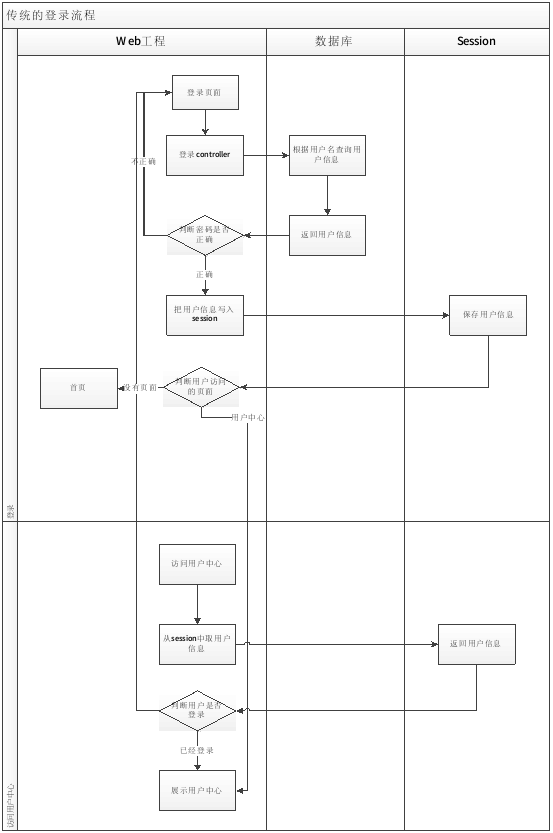 传统的登录流程
Web工程
数据库
Session
登录页面
登录controller
根据用户名查询用
户信息
不正确
判断密码是否
正确
返回用户信息
正确
把用户信息写入
session
保存用户信息
首页
没有页面
判断用户访问
的页面
用户中心
登录
访问用户中心
从session中取用户
信息
返回用户信息
判断用户是否
登录
已经登录
展示用户中心
访问用户中心